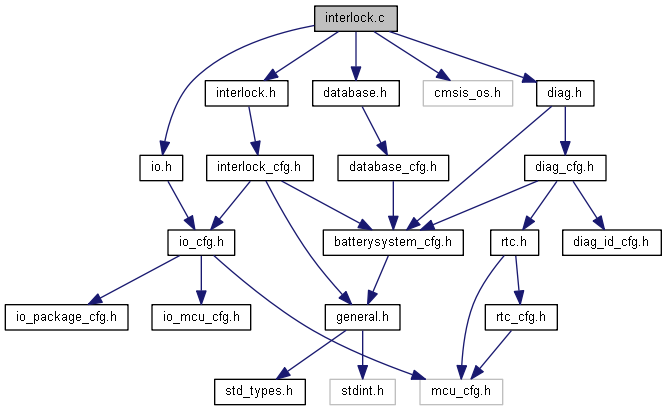 interlock.c
interlock.h
database.h
cmsis_os.h
diag.h
io.h
interlock_cfg.h
database_cfg.h
diag_cfg.h
io_cfg.h
batterysystem_cfg.h
rtc.h
diag_id_cfg.h
io_package_cfg.h
io_mcu_cfg.h
general.h
rtc_cfg.h
std_types.h
stdint.h
mcu_cfg.h